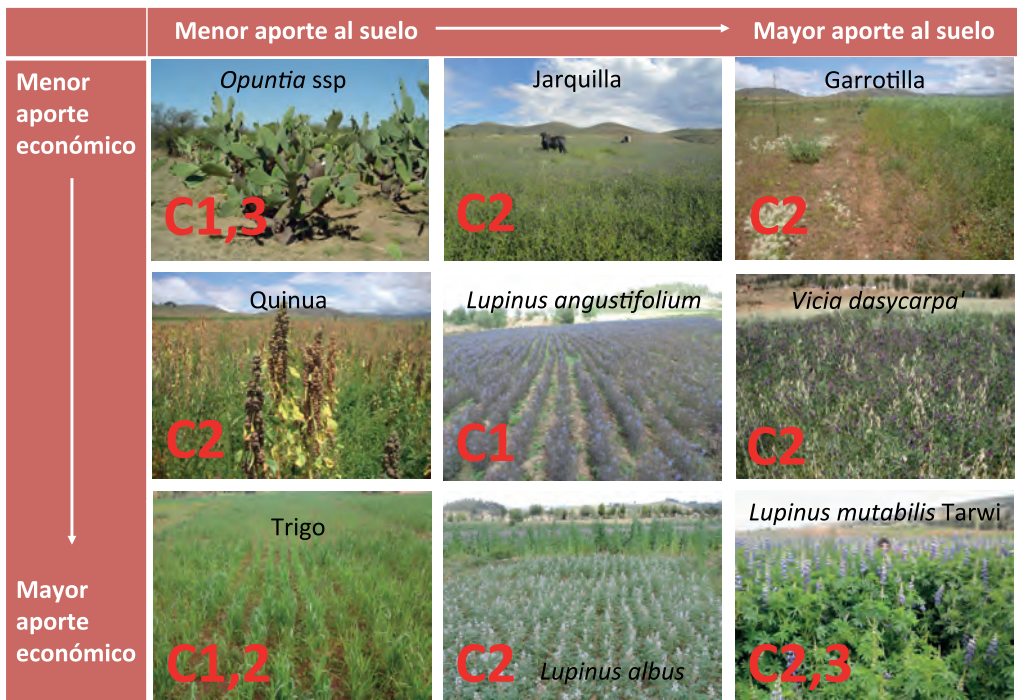 Menor aporte al suelo
Mayor aporte al suelo
Menor
aporte
económico
Mayor
aporte
económico
Opuntia ssp
C1,3
Jarquilla
C2
Garrotilla
C2
Quinua
C2
Lupinus angustifolium
C1
Vicia dasycarpa'
C2
Trigo
C1,2
C2
Lupinus albus
Lupinus mutabilis Tarwi
C2,3